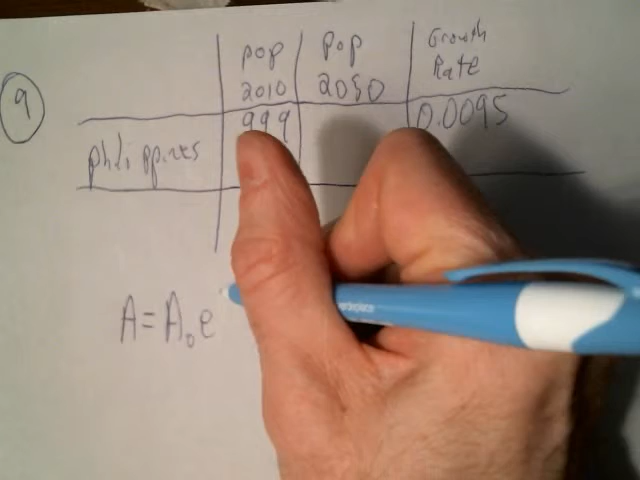 9
pop 2010
Pop 2050
Growth Rate
Philippines
999
0.0095
A = A₀e